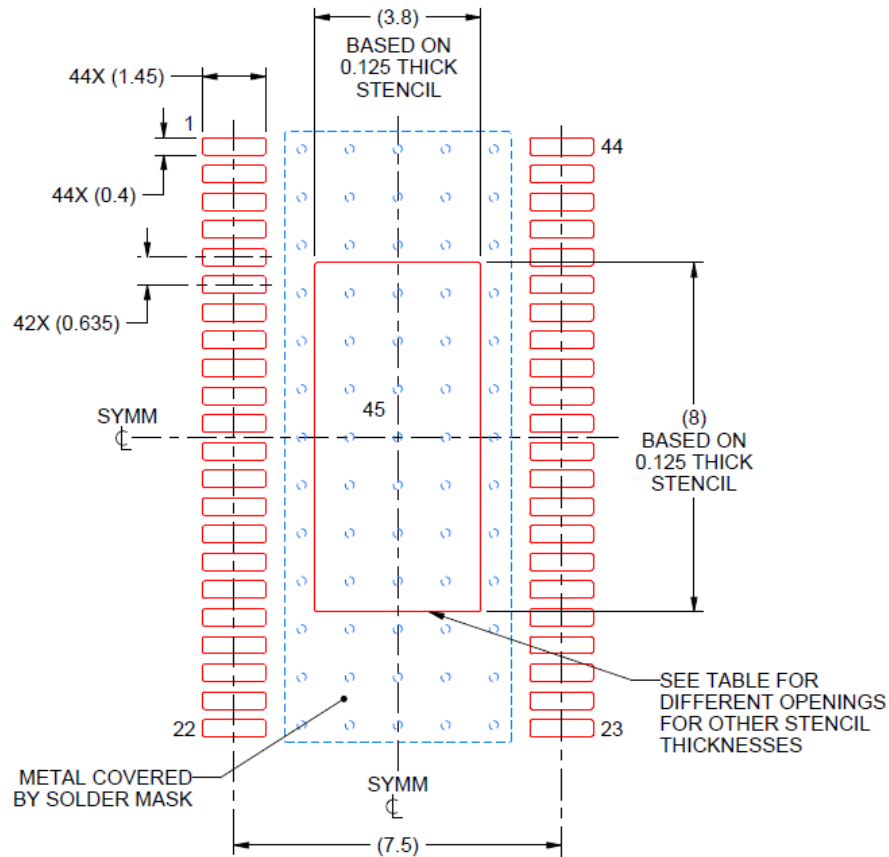 (3.8)
BASED ON
0.125 THICK
STENCIL
44X (1.45)
1
44
44X (0.4)
42X (0.635)
45
SYMM
℄
(8)
BASED ON
0.125 THICK
STENCIL
SEE TABLE FOR
DIFFERENT OPENINGS
FOR OTHER STENCIL
THICKNESSES
22
23
METAL COVERED
BY SOLDER MASK
SYMM
℄
(7.5)